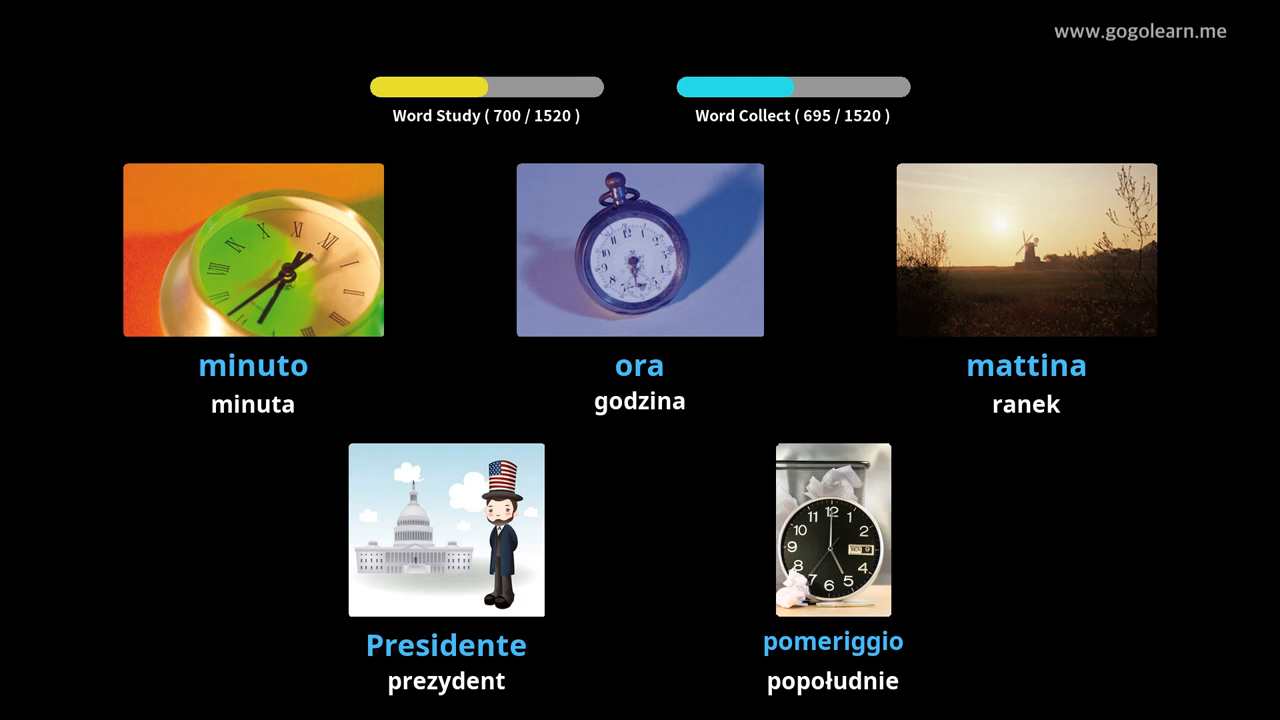 www.gogolearn.me
Word Study ( 700 / 1520 )
Word Collect ( 695 / 1520 )
minuto
minuta
ora
godzina
mattina
ranek
Presidente
prezydent
pomeriggio
popołudnie